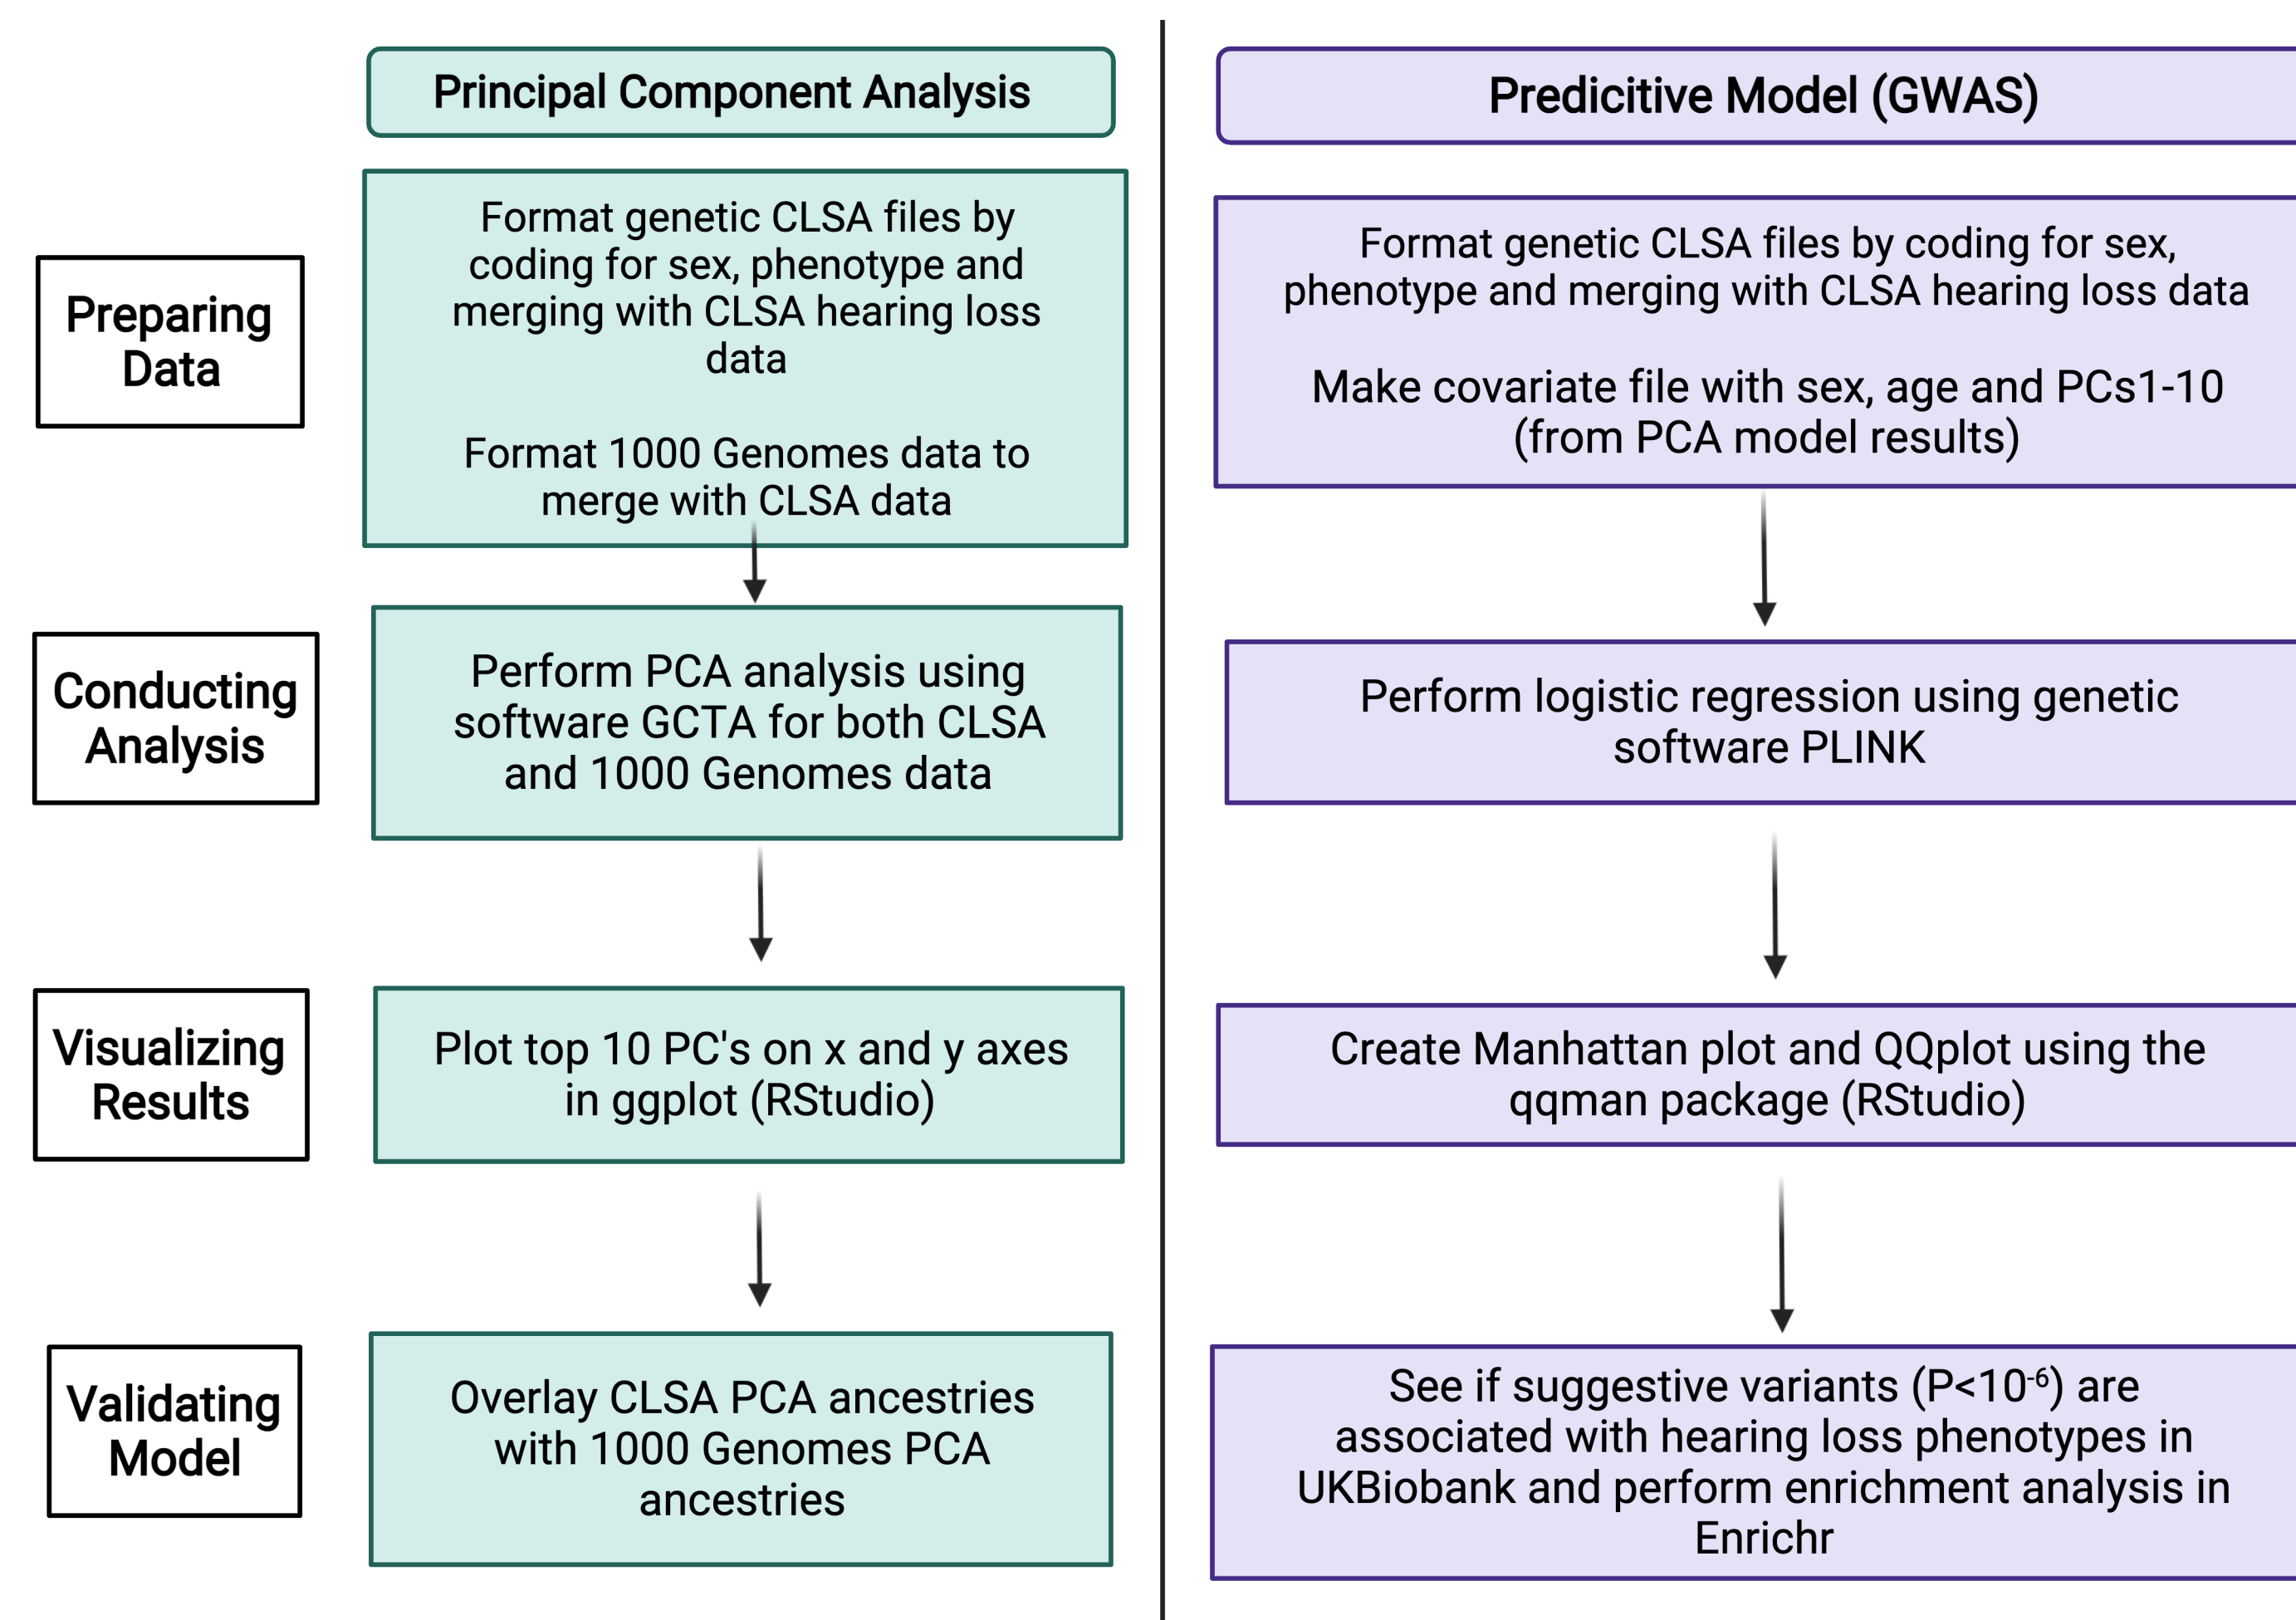 Principal Component Analysis
Predicitive Model (GWAS)
Preparing
Data
Format genetic CLSA files by
coding for sex, phenotype and
merging with CLSA hearing loss
data
Format 1000 Genomes data to
merge with CLSA data
Format genetic CLSA files by coding for sex,
phenotype and merging with CLSA hearing loss data
Make covariate file with sex, age and PCs1-10
(from PCA model results)
Conducting
Analysis
Perform PCA analysis using
software GCTA for both CLSA
and 1000 Genomes data
Perform logistic regression using genetic
software PLINK
Visualizing
Results
Plot top 10 PC's on x and y axes
in ggplot (RStudio)
Create Manhattan plot and QQplot using the
qqman package (RStudio)
Validating
Model
Overlay CLSA PCA ancestries
with 1000 Genomes PCA
ancestries
See if suggestive variants (P<10⁻⁶) are
associated with hearing loss phenotypes in
UKBiobank and perform enrichment analysis in
Enrichr